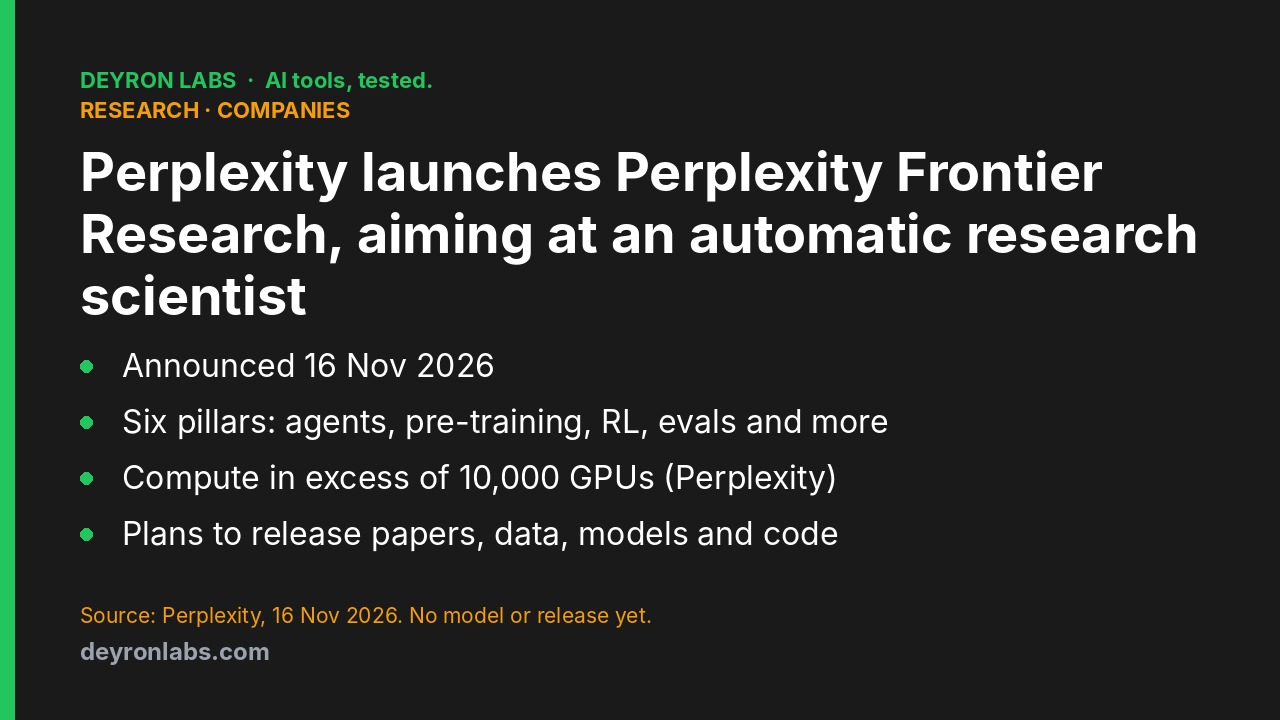 DEYRON LABS · AI tools, tested.
RESEARCH · COMPANIES
Perplexity launches Perplexity Frontier
Research, aiming at an automatic research
scientist
Announced 16 Nov 2026
Six pillars: agents, pre-training, RL, evals and more
Compute in excess of 10,000 GPUs (Perplexity)
Plans to release papers, data, models and code
Source: Perplexity, 16 Nov 2026. No model or release yet.
deyronlabs.com